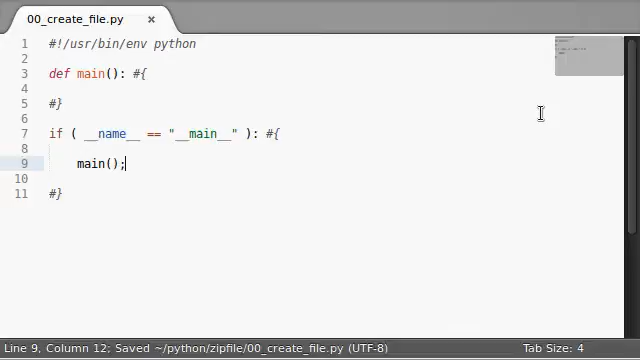 00_create_file.py ×
1 #!/usr/bin/env python
2
3 def main(): #{
4
5 #}
6
7 if ( __name__ == "__main__" ): #{
8
9 main();
10
11 #}
Line 9, Column 12; Saved ~/python/zipfile/00_create_file.py (UTF-8) Tab Size: 4